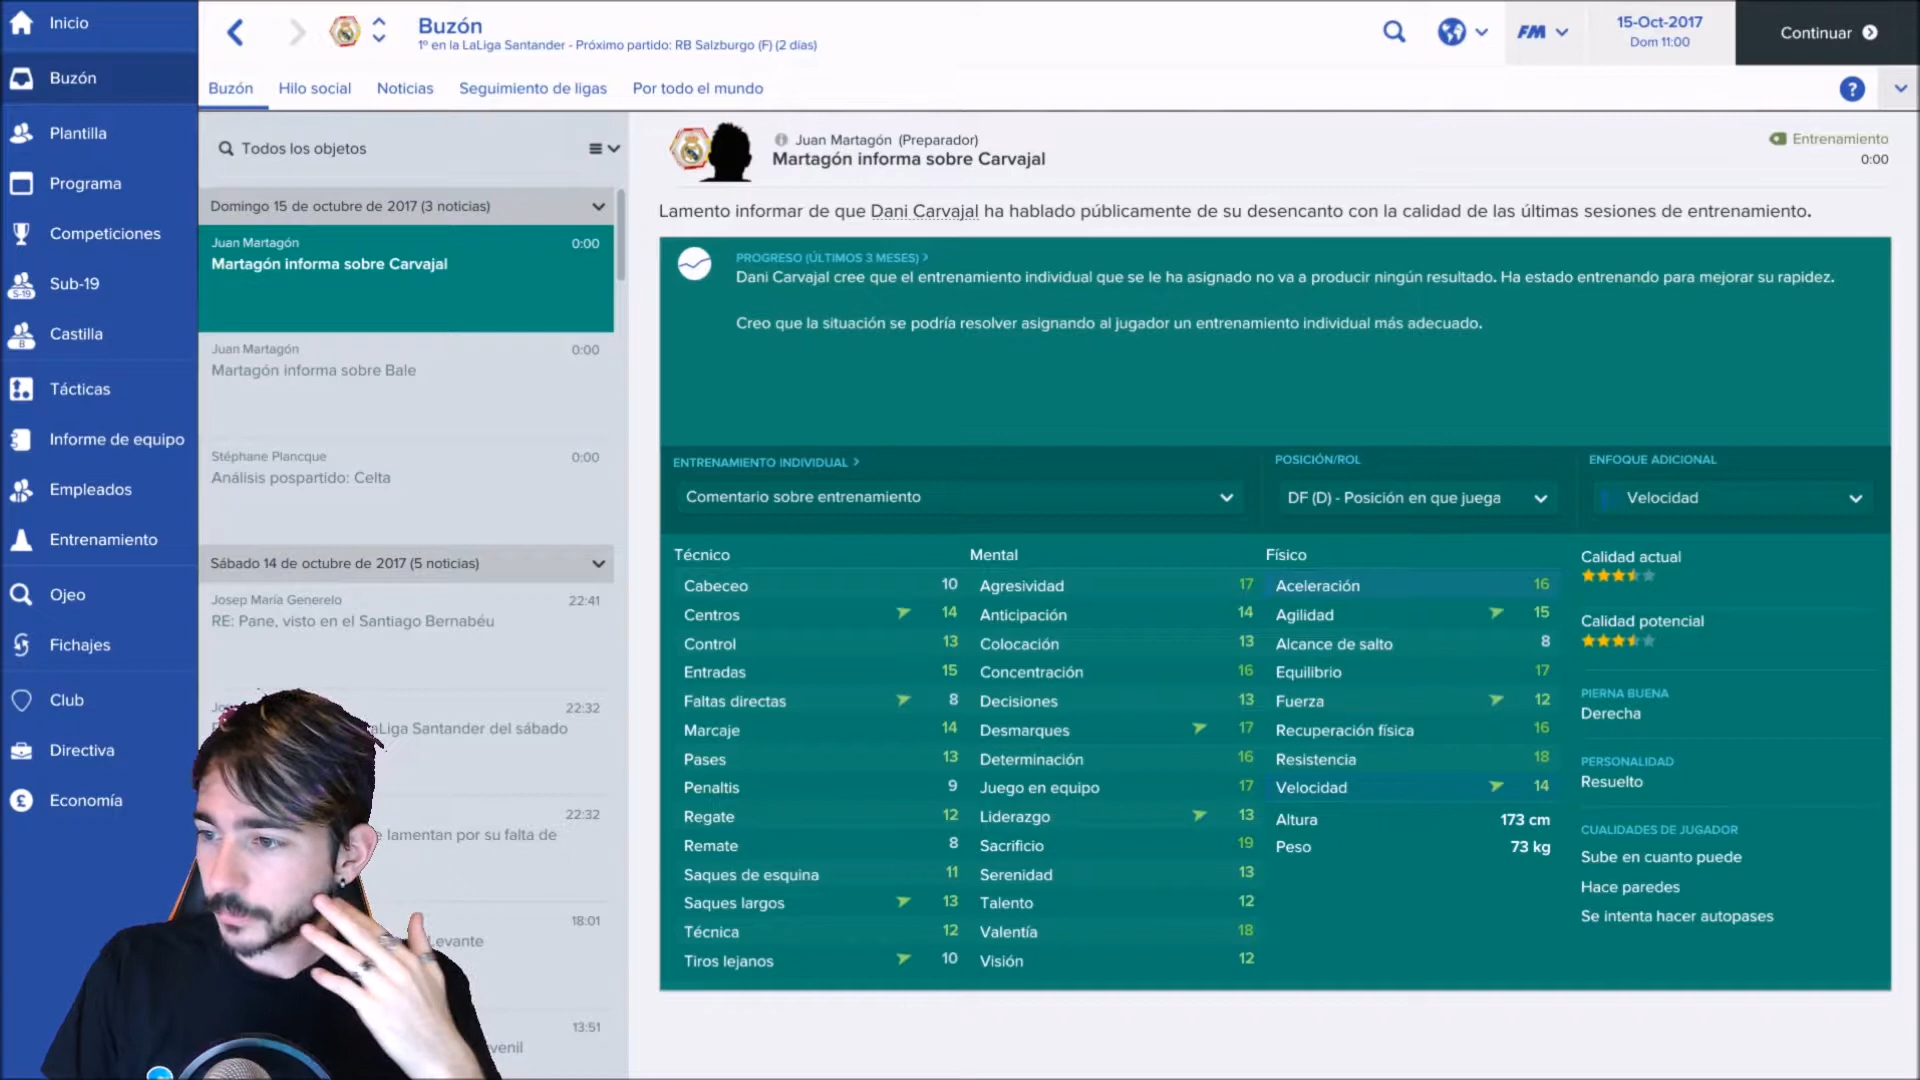 Inicio
Buzón
Plantilla
Programa
Competiciones
Sub-19
Castilla
Tácticas
Informe de equipo
Empleados
Entrenamiento
Ojeo
Fichajes
Club
Directiva
Economía
Buzón
1º en la LaLiga Santander - Próximo partido: RB Salzburgo (F) (2 días)
FM
15-Oct-2017
Dom 11:00
Continuar
Buzón
Hilo social
Noticias
Seguimiento de ligas
Por todo el mundo
?
Todos los objetos
Domingo 15 de octubre de 2017 (3 noticias)
Juan Martagón 0:00
Martagón informa sobre Carvajal
Juan Martagón 0:00
Martagón informa sobre Bale
Stéphane Plancque 0:00
Análisis pospartido: Celta
Sábado 14 de octubre de 2017 (5 noticias)
Josep María Generelo 22:41
RE: Pane, visto en el Santiago Bernabéu
22:32
LaLiga Santander del sábado
22:32
lamentan por su falta de
18:01
Levante
13:51
Juan Martagón (Preparador)
Martagón informa sobre Carvajal
Entrenamiento
0:00
Lamento informar de que Dani Carvajal ha hablado públicamente de su desencanto con la calidad de las últimas sesiones de entrenamiento.
PROGRESO (ÚLTIMOS 3 MESES) >
Dani Carvajal cree que el entrenamiento individual que se le ha asignado no va a producir ningún resultado. Ha estado entrenando para mejorar su rapidez.
Creo que la situación se podría resolver asignando al jugador un entrenamiento individual más adecuado.
ENTRENAMIENTO INDIVIDUAL >
Comentario sobre entrenamiento
POSICIÓN/ROL
DF (D) - Posición en que juega
ENFOQUE ADICIONAL
Velocidad
Técnico
Cabeceo 10
Centros 14
Control 13
Entradas 15
Faltas directas 8
Marcaje 14
Pases 13
Penaltis 9
Regate 12
Remate 8
Saques de esquina 11
Saques largos 13
Técnica 12
Tiros lejanos 10
Mental
Agresividad 17
Anticipación 14
Colocación 13
Concentración 16
Decisiones 13
Desmarques 17
Determinación 16
Juego en equipo 17
Liderazgo 13
Sacrificio 19
Serenidad 13
Talento 12
Valentía 18
Visión 12
Físico
Aceleración 16
Agilidad 15
Alcance de salto 8
Equilibrio 17
Fuerza 12
Recuperación física 16
Resistencia 18
Velocidad 14
Altura 173 cm
Peso 73 kg
Calidad actual
Calidad potencial
PIERNA BUENA
Derecha
PERSONALIDAD
Resuelto
CUALIDADES DE JUGADOR
Sube en cuanto puede
Hace paredes
Se intenta hacer autopases